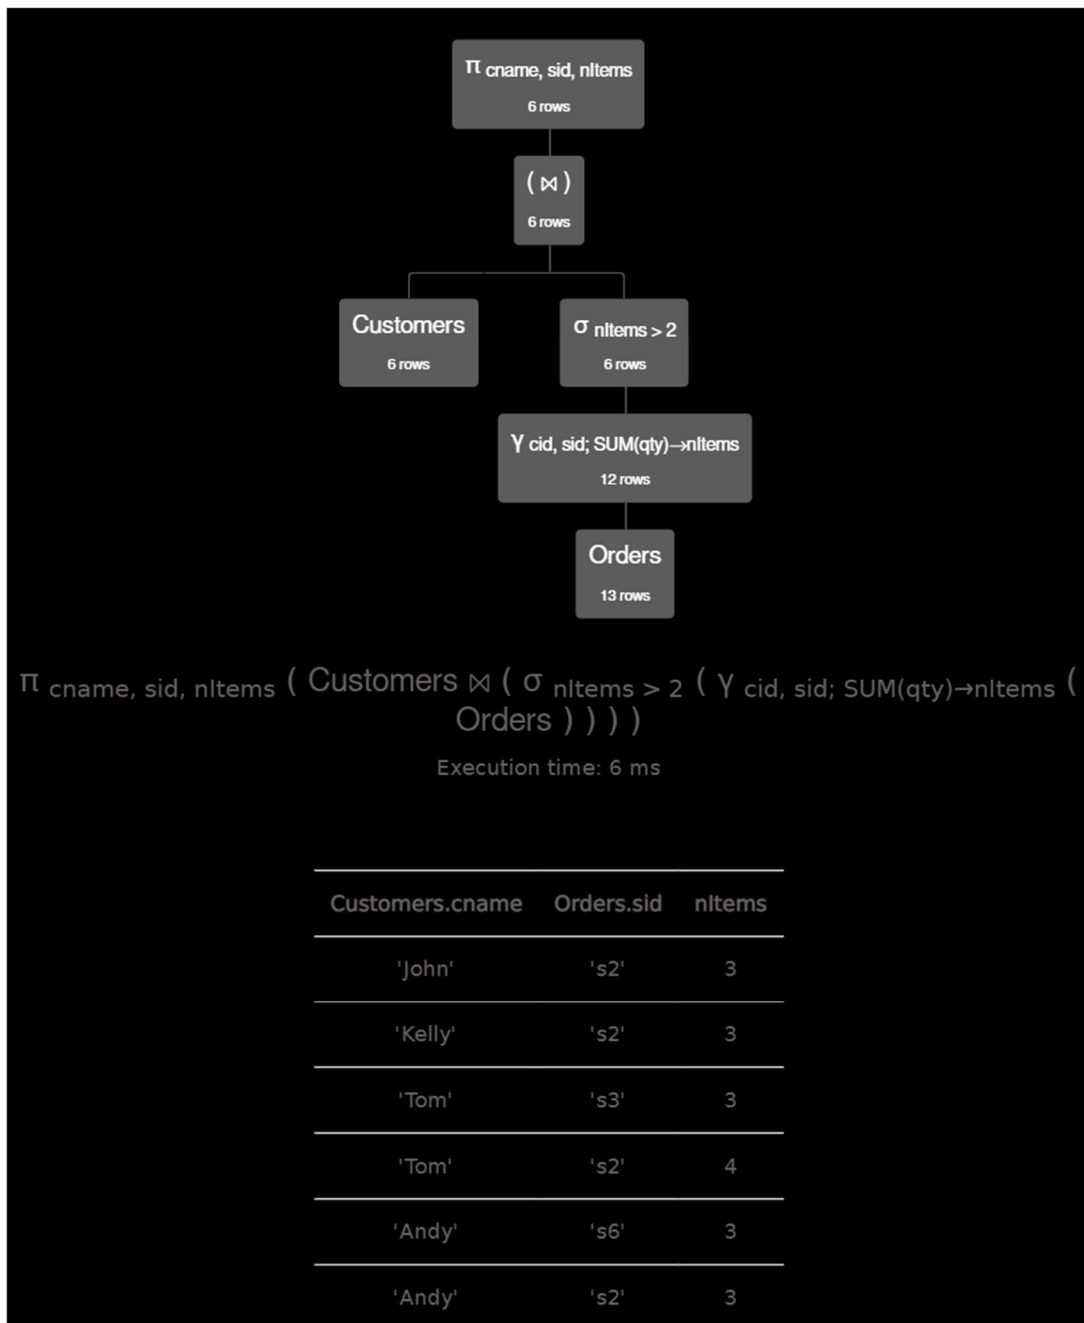 π cname, sid, nItems
6 rows
( ⋈ )
6 rows
Customers
6 rows
σ nItems > 2
6 rows
γ cid, sid; SUM(qty)→nItems
12 rows
Orders
13 rows
π cname, sid, nItems ( Customers ⋈ ( σ nItems > 2 ( γ cid, sid; SUM(qty)→nItems (
Orders ) ) ) )
Execution time: 6 ms
Customers.cname Orders.sid nItems
'John' 's2' 3
'Kelly' 's2' 3
'Tom' 's3' 3
'Tom' 's2' 4
'Andy' 's6' 3
'Andy' 's2' 3